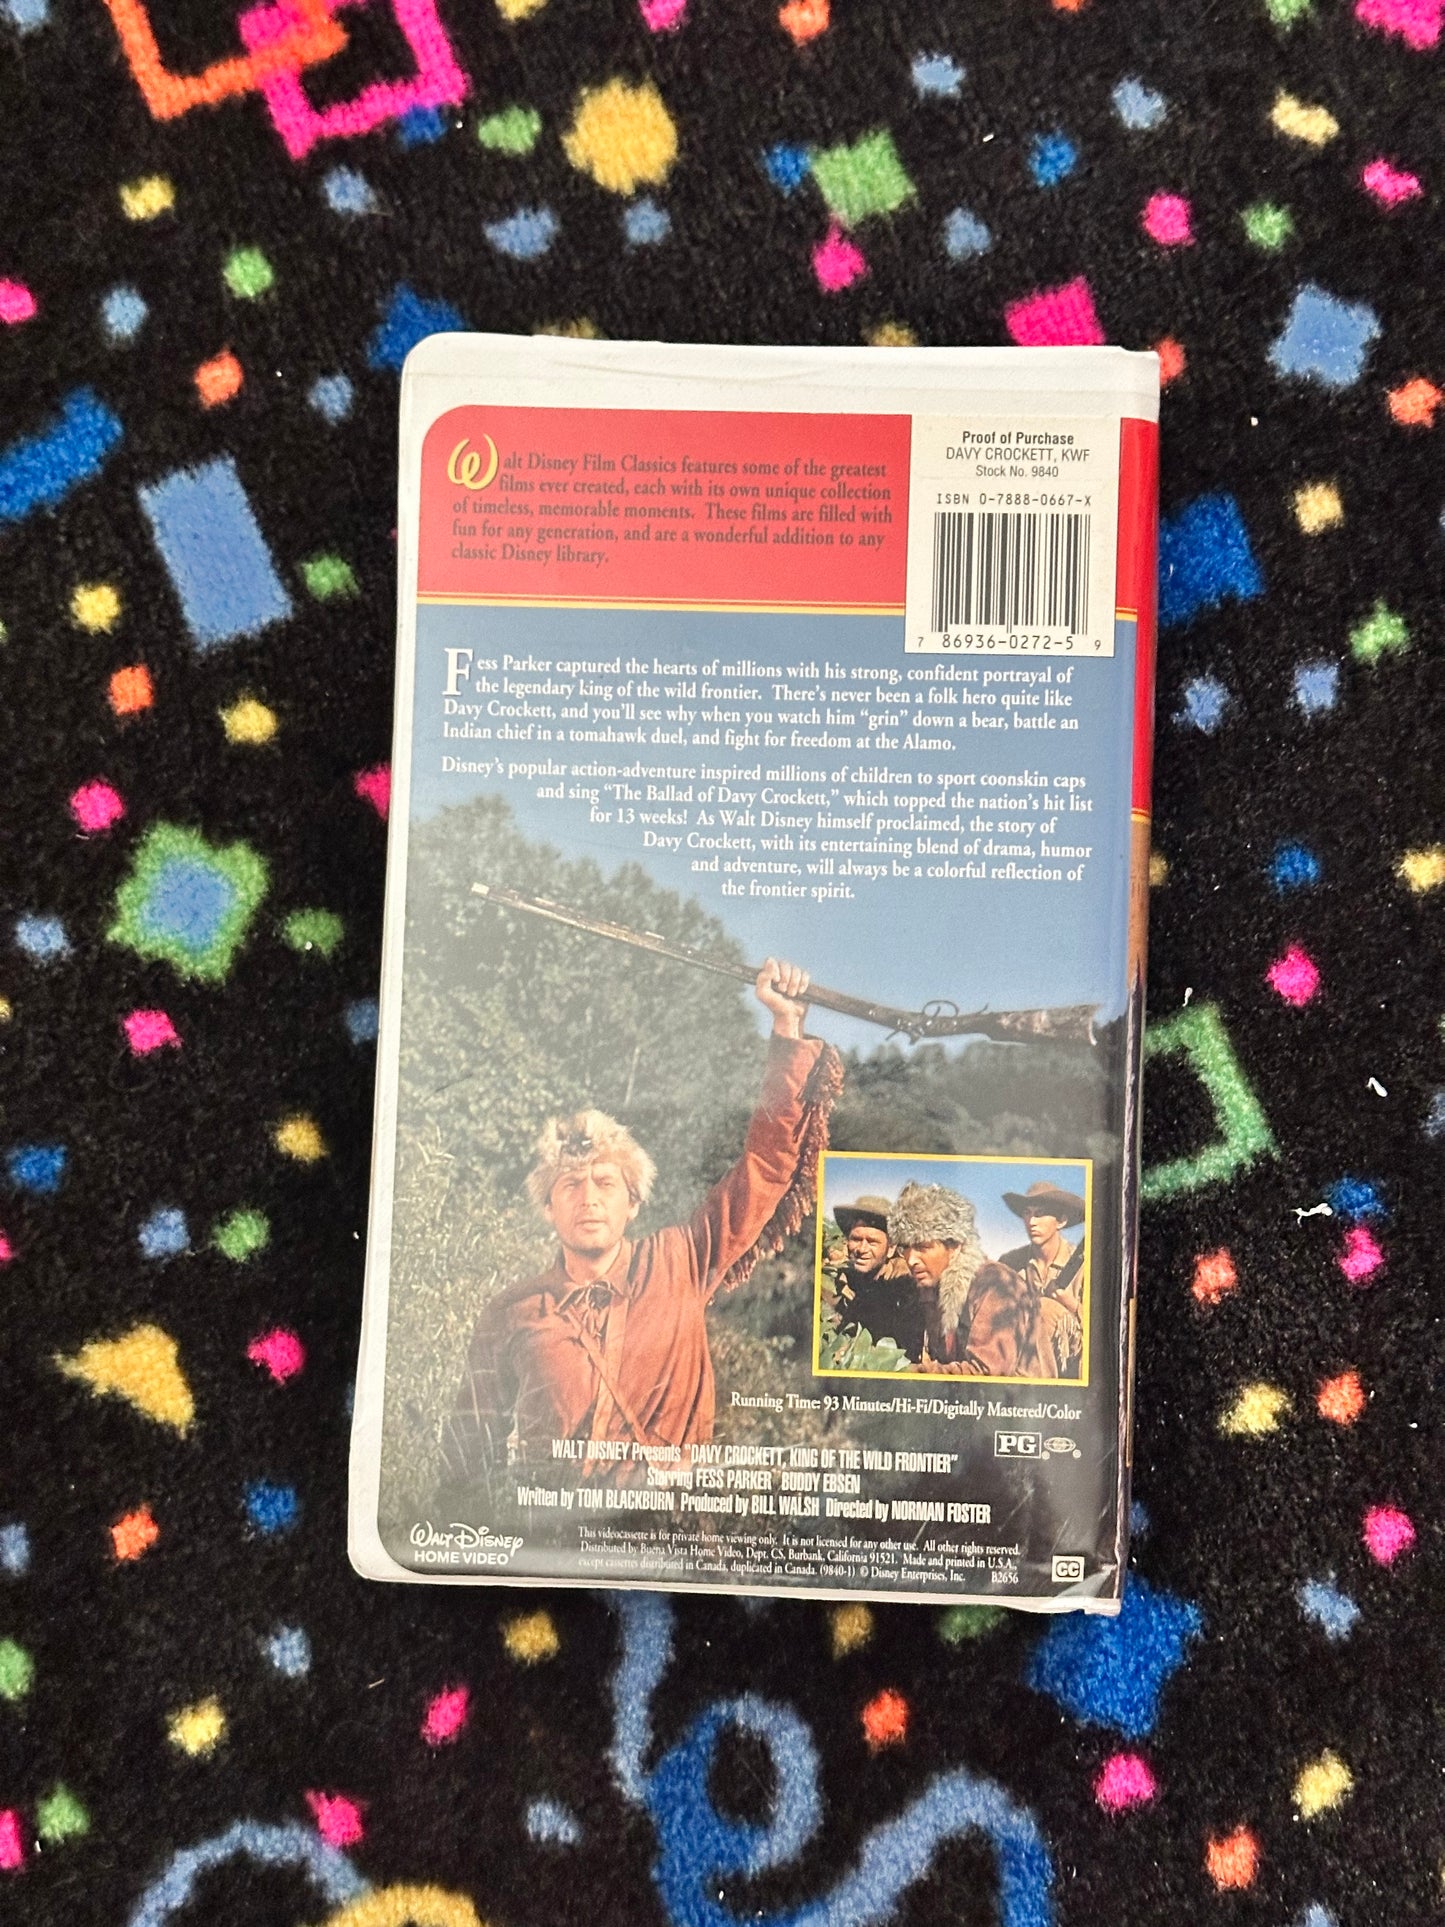 Walt Disney Film Classics features some of the greatest
films ever created, each with its own unique collection
of timeless, memorable moments. These films are filled with
fun for any generation, and are a wonderful addition to any
classic Disney library.
Proof of Purchase
DAVY CROCKETT, KWF
Stock No. 9840
ISBN 0-7888-0667-X
7 86936-0272-5 9
Fess Parker captured the hearts of millions with his strong, confident portrayal of
the legendary king of the wild frontier. There's never been a folk hero quite like
Davy Crockett, and you'll see why when you watch him “grin” down a bear, battle an
Indian chief in a tomahawk duel, and fight for freedom at the Alamo.
Disney's popular action-adventure inspired millions of children to sport coonskin caps
and sing “The Ballad of Davy Crockett,” which topped the nation's hit list
for 13 weeks! As Walt Disney himself proclaimed, the story of
Davy Crockett, with its entertaining blend of drama, humor
and adventure, will always be a colorful reflection of
the frontier spirit.
Running Time: 93 Minutes/Hi-Fi/Digitally Mastered/Color
PG ®
WALT DISNEY Presents "DAVY CROCKETT, KING OF THE WILD FRONTIER"
Starring FESS PARKER BUDDY EBSEN
Written by TOM BLACKBURN Produced by BILL WALSH Directed by NORMAN FOSTER
WALT DISNEY
HOME VIDEO
This videocassette is for private home viewing only. It is not licensed for any other use. All other rights reserved.
Distributed by Buena Vista Home Video, Dept. CS, Burbank, California 91521. Made and printed in U.S.A.,
except cassettes distributed in Canada, duplicated in Canada. (9840-1) © Disney Enterprises, Inc. B2656
CC